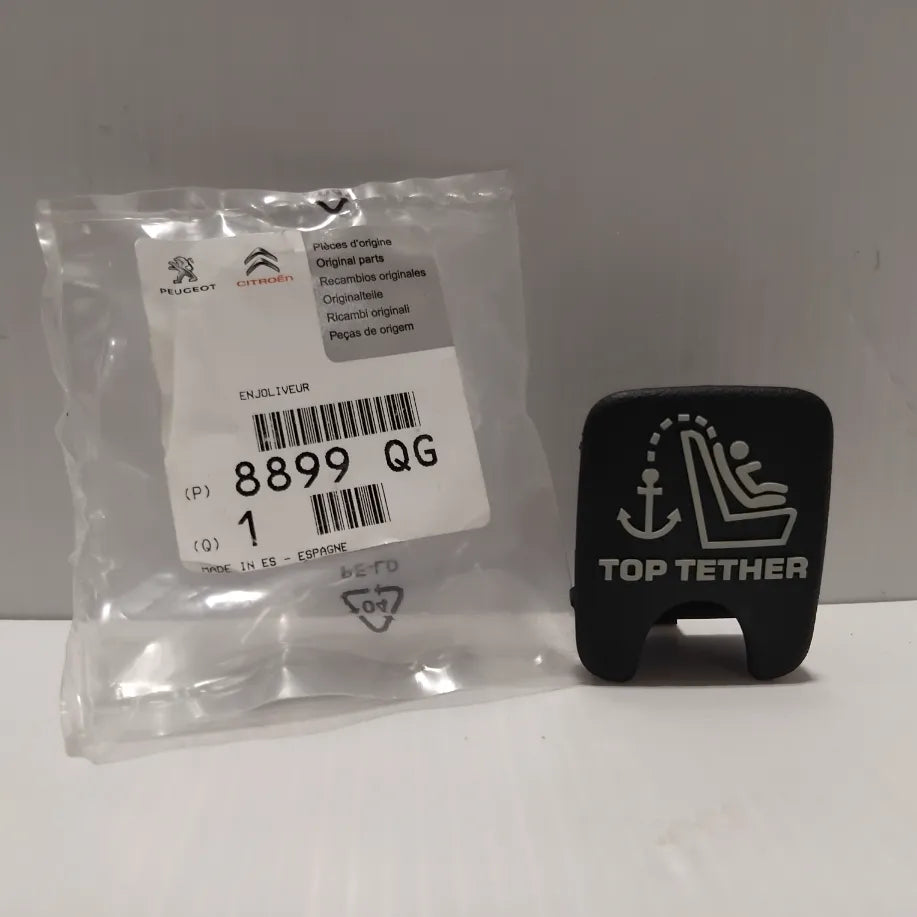 PEUGEOT
CITROËN
Pièces d'origine
Original parts
Recambios originales
Originalteile
Ricambi originali
Peças de origem
ENJOLIVEUR
(P) 8899 QG
(Q) 1
MADE IN ES - ESPAGNE
PE-LD
04
TOP TETHER